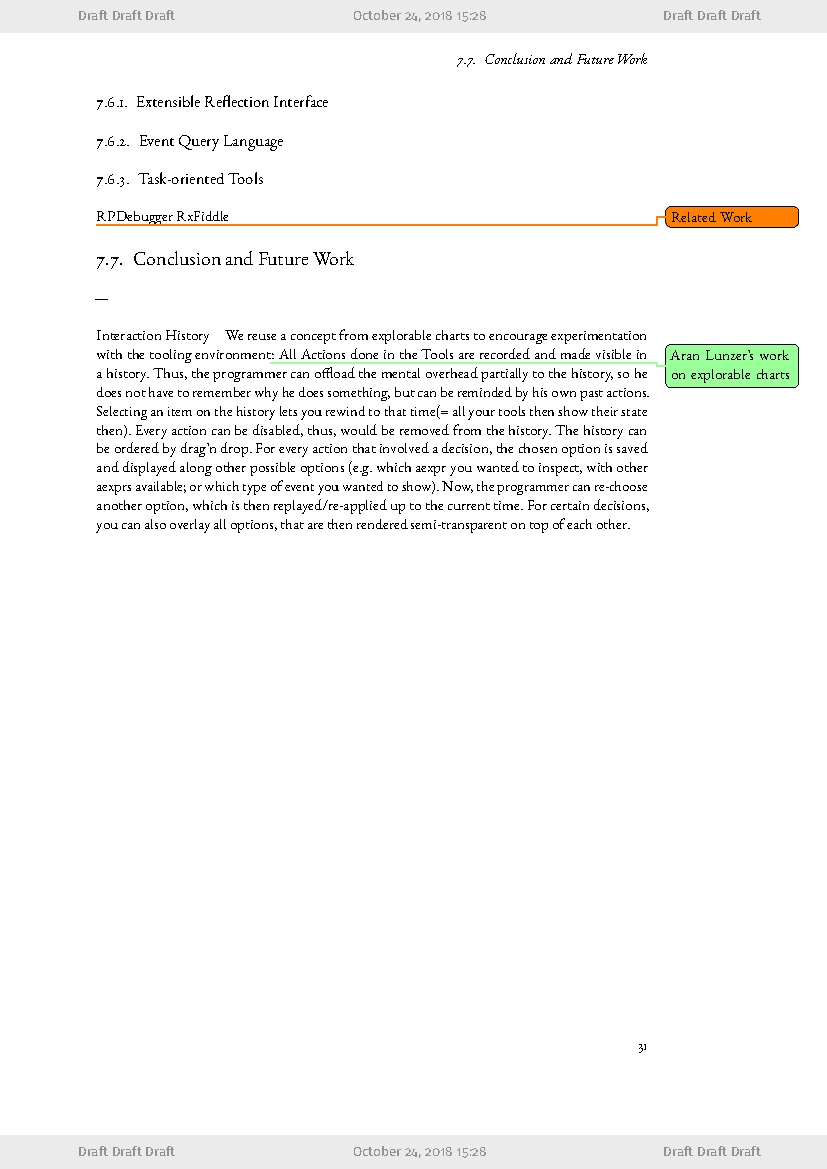 Draft Draft Draft October 24, 2018 15:28 Draft Draft Draft
7.7. Conclusion and Future Work
7.6.1. Extensible Reflection Interface
7.6.2. Event Query Language
7.6.3. Task-oriented Tools
RPDebugger RxFiddle
Related Work
7.7. Conclusion and Future Work
—
Interaction History We reuse a concept from explorable charts to encourage experimentation
with the tooling environment: All Actions done in the Tools are recorded and made visible in
a history. Thus, the programmer can offload the mental overhead partially to the history, so he
does not have to remember why he does something, but can be reminded by his own past actions.
Selecting an item on the history lets you rewind to that time(= all your tools then show their state
then). Every action can be disabled, thus, would be removed from the history. The history can
be ordered by drag'n drop. For every action that involved a decision, the chosen option is saved
and displayed along other possible options (e.g. which aexpr you wanted to inspect, with other
aexprs available; or which type of event you wanted to show). Now, the programmer can re-choose
another option, which is then replayed/re-applied up to the current time. For certain decisions,
you can also overlay all options, that are then rendered semi-transparent on top of each other.
Aran Lunzer's work
on explorable charts
31
Draft Draft Draft October 24, 2018 15:28 Draft Draft Draft